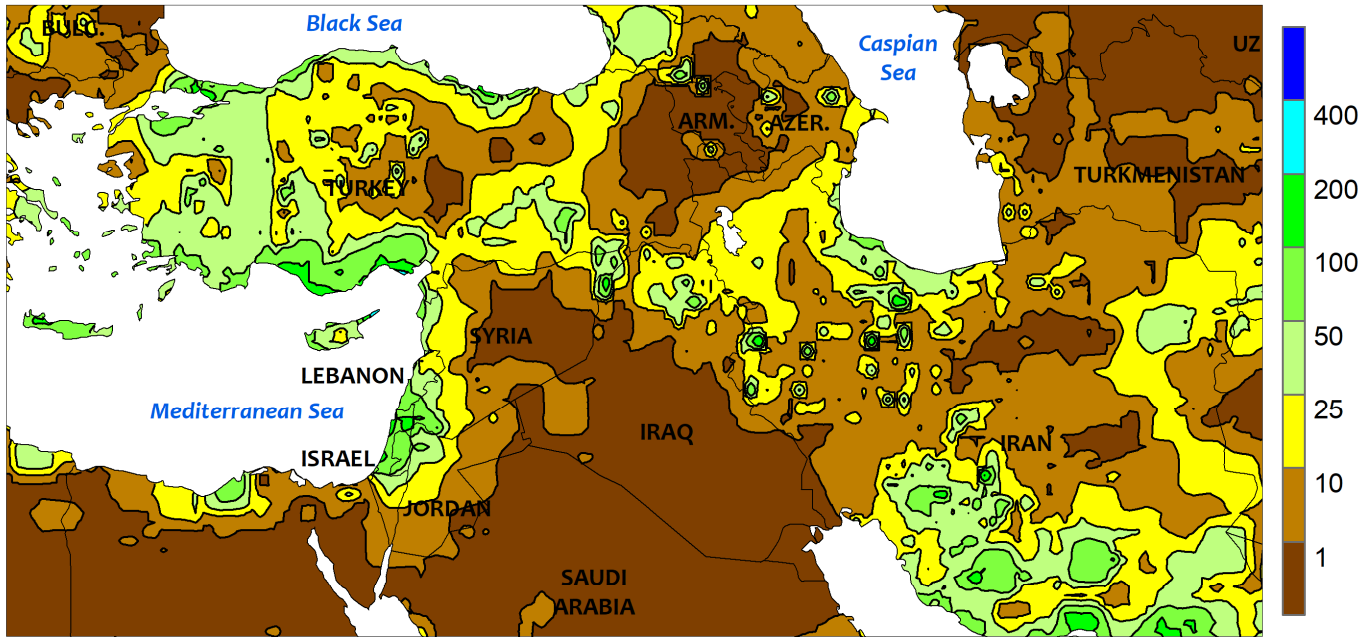 BULG.
Black Sea
Caspian
Sea
UZ
ARM.
AZER.
TURKEY
TURKMENISTAN
SYRIA
LEBANON
Mediterranean Sea
IRAQ
IRAN
ISRAEL
JORDAN
SAUDI
ARABIA
400
200
100
50
25
10
1